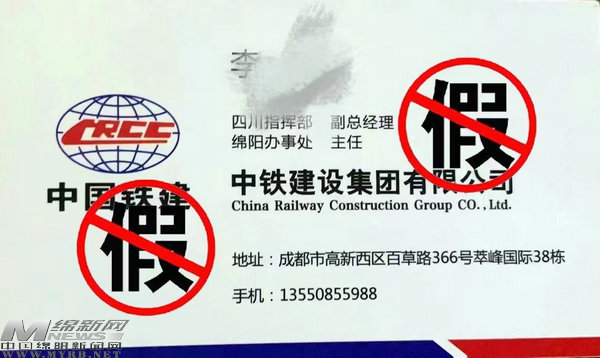 李
四川指挥部 副总经理
绵阳办事处 主任
假
CRCC
中国铁建
假
中铁建设集团有限公司
China Railway Construction Group CO.,Ltd.
地址：成都市高新西区百草路366号萃峰国际38栋
手机：13550855988
M 绵新网
NEWS
中国绵阳新闻网
WWW.MYRB.NET